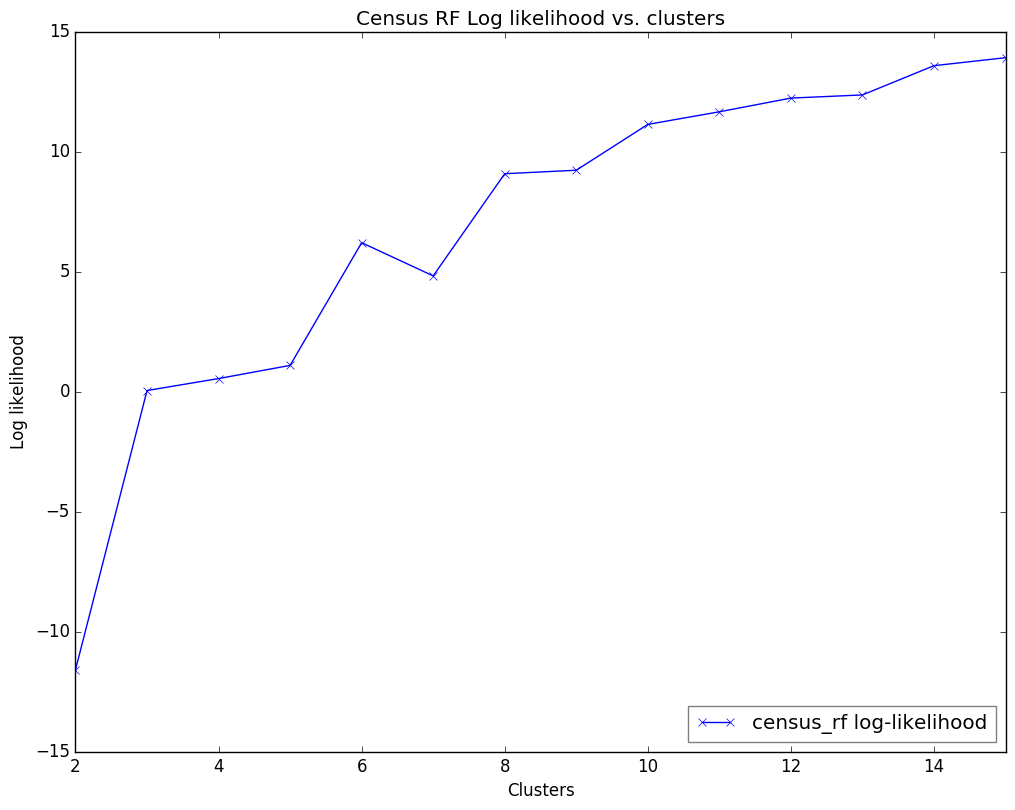 Census RF Log likelihood vs. clusters
15
10
5
0
−5
−10
−15
Log likelihood
census_rf log-likelihood
2 4 6 8 10 12 14
Clusters